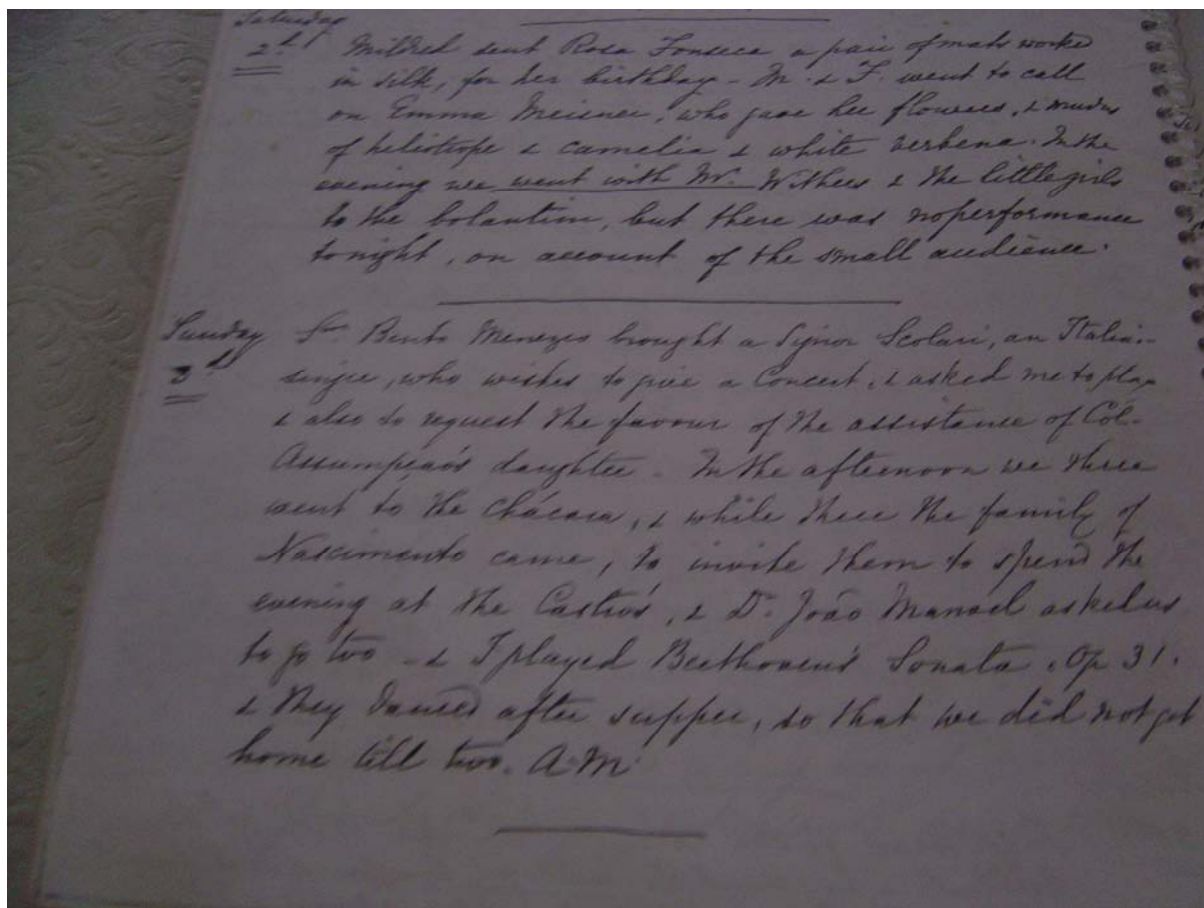 Saturday
2d Mildred sent Rosa Fonseca a pair of mats worked
in silk, for her birthday - M. & F. went to call
on Emma Meisner, who gave her flowers, &
of heliotrope & camelia & white verbena. In the
evening we went with Mr. Withers & the little girls
to the bolantim, but there was no performance
tonight, on account of the small audience.
Sunday Snr. Bento Menezes brought a Signor Scolari, an Italian
3d singer, who wishes to give a Concert, & asked me to play
& also to request the favour of the assistance of Col-
Assumpcao's daughter - In the afternoon we three
went to the Chácara, & while there the family of
Nascimento came, to invite them to spend the
evening at the Castro's, & Dr. João Manoel asked us
to go too - & I played Beethoven's Sonata. Op 31.
& they danced after supper, so that we did not get
home till two. A.M.